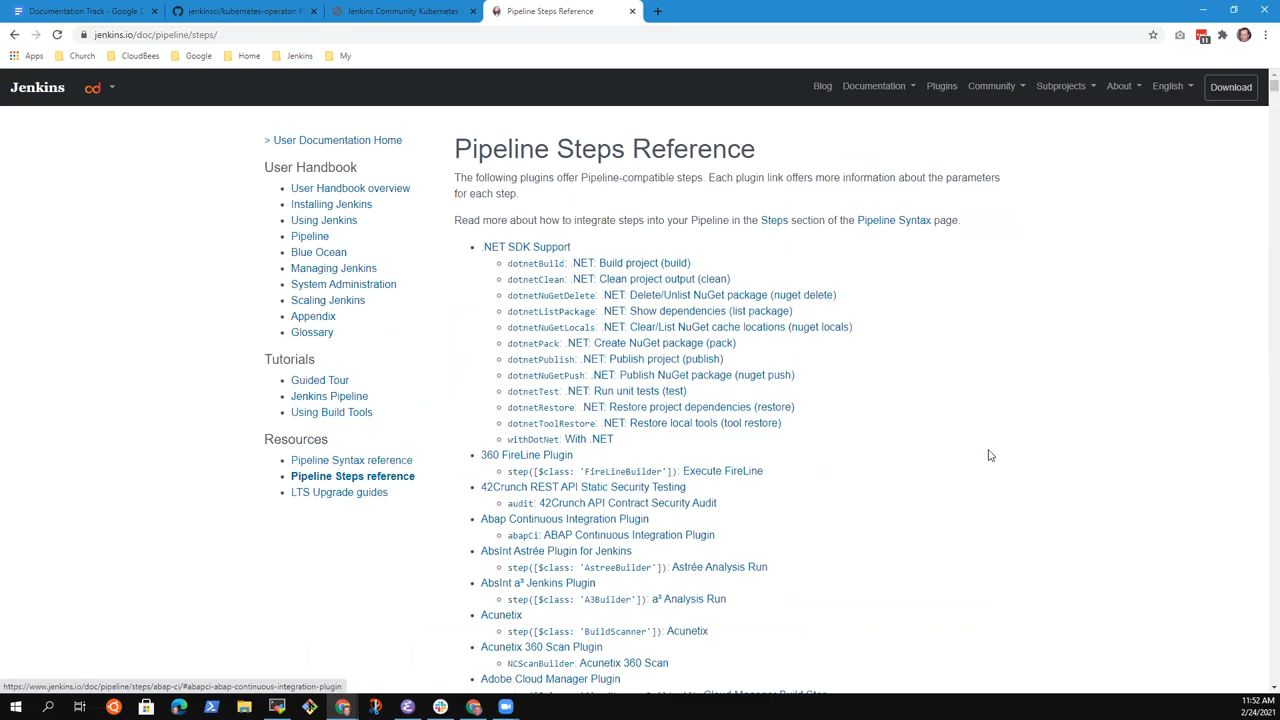 Documentation Track - Google D
jenkinsci/kubernetes-operator: K
Jenkins Community Kubernetes
Pipeline Steps Reference
jenkins.io/doc/pipeline/steps/
11
Apps
Church
CloudBees
Google
Home
Jenkins
My
Jenkins
cd
Blog
Documentation
Plugins
Community
Subprojects
About
English
Download
> User Documentation Home
User Handbook
User Handbook overview
Installing Jenkins
Using Jenkins
Pipeline
Blue Ocean
Managing Jenkins
System Administration
Scaling Jenkins
Appendix
Glossary
Tutorials
Guided Tour
Jenkins Pipeline
Using Build Tools
Resources
Pipeline Syntax reference
Pipeline Steps reference
LTS Upgrade guides
Pipeline Steps Reference
The following plugins offer Pipeline-compatible steps. Each plugin link offers more information about the parameters
for each step.
Read more about how to integrate steps into your Pipeline in the Steps section of the Pipeline Syntax page.
.NET SDK Support
dotnetBuild: .NET: Build project (build)
dotnetClean: .NET: Clean project output (clean)
dotnetNuGetDelete: .NET: Delete/Unlist NuGet package (nuget delete)
dotnetListPackage: .NET: Show dependencies (list package)
dotnetNuGetLocals: .NET: Clear/List NuGet cache locations (nuget locals)
dotnetPack: .NET: Create NuGet package (pack)
dotnetPublish: .NET: Publish project (publish)
dotnetNuGetPush: .NET: Publish NuGet package (nuget push)
dotnetTest: .NET: Run unit tests (test)
dotnetRestore: .NET: Restore project dependencies (restore)
dotnetToolRestore: .NET: Restore local tools (tool restore)
withDotNet: With .NET
360 FireLine Plugin
step([$class: 'FireLineBuilder']): Execute FireLine
42Crunch REST API Static Security Testing
audit: 42Crunch API Contract Security Audit
Abap Continuous Integration Plugin
abapCi: ABAP Continuous Integration Plugin
AbsInt Astrée Plugin for Jenkins
step([$class: 'AstreeBuilder']): Astrée Analysis Run
AbsInt a³ Jenkins Plugin
step([$class: 'A3Builder']): a³ Analysis Run
Acunetix
step([$class: 'BuildScanner']): Acunetix
Acunetix 360 Scan Plugin
NCScanBuilder: Acunetix 360 Scan
Adobe Cloud Manager Plugin
https://www.jenkins.io/doc/pipeline/steps/abap-ci/#abapci-abap-continuous-integration-plugin
11:52 AM
2/24/2021